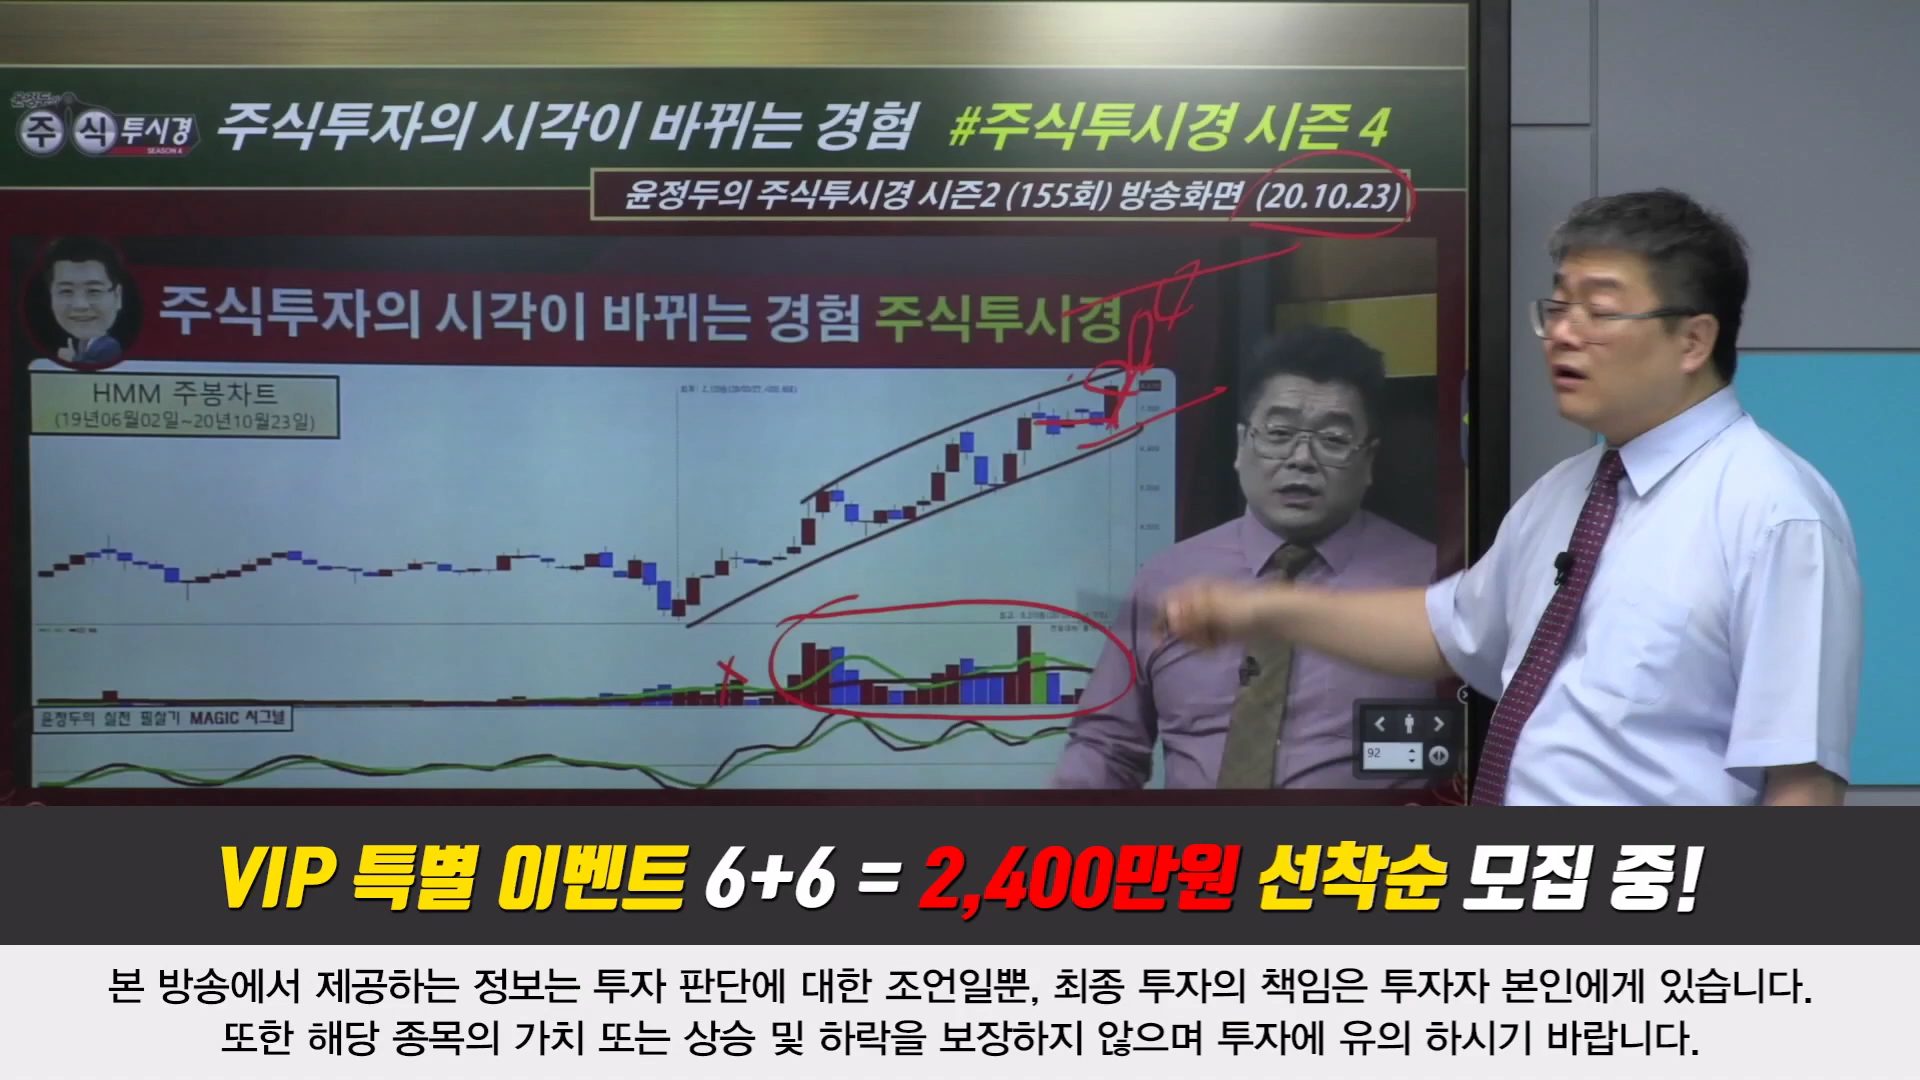 윤정두의
주식투시경
SEASON 4
주식투자의 시각이 바뀌는 경험 #주식투시경 시즌 4
윤정두의 주식투시경 시즌2 (155회) 방송화면 (20.10.23)
주식투자의 시각이 바뀌는 경험 주식투시경
HMM 주봉차트
(19년06월02일~20년10월23일)
윤정두의 실전 필살기 MAGIC 시그널
92
VIP 특별 이벤트 6+6 = 2,400만원 선착순 모집 중!
본 방송에서 제공하는 정보는 투자 판단에 대한 조언일뿐, 최종 투자의 책임은 투자자 본인에게 있습니다.
또한 해당 종목의 가치 또는 상승 및 하락을 보장하지 않으며 투자에 유의 하시기 바랍니다.